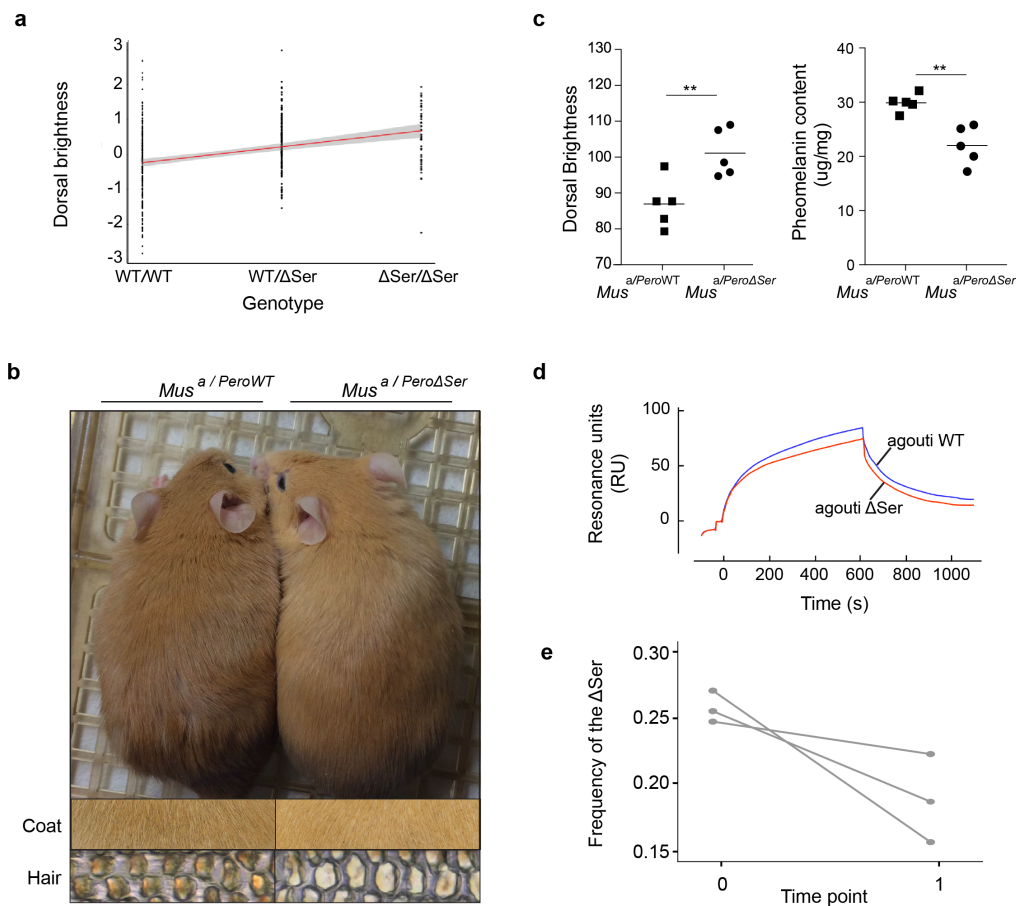 a
3
2
1
0
-1
-2
-3
Dorsal brightness
WT/WT WT/ΔSer ΔSer/ΔSer
Genotype
b
Mus a / PeroWT Mus a / PeroΔSer
Coat
Hair
c
130
120
110
100
90
80
70
Dorsal Brightness
**
Mus a/PeroWT Mus a/PeroΔSer
40
30
20
10
0
Pheomelanin content
(ug/mg)
**
Mus a/PeroWT Mus a/PeroΔSer
d
100
50
0
Resonance units
(RU)
agouti WT
agouti ΔSer
0 200 400 600 800 1000
Time (s)
e
0.30
0.25
0.20
0.15
Frequency of the ΔSer
0 1
Time point